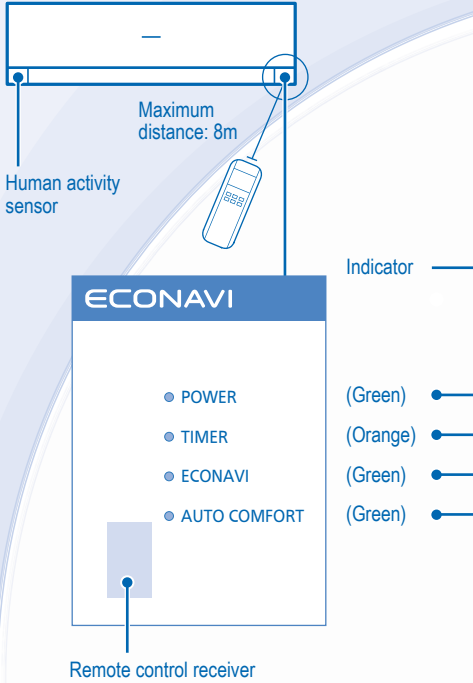 Maximum
distance: 8m
Human activity
sensor
Indicator
ECONAVI
POWER (Green)
TIMER (Orange)
ECONAVI (Green)
AUTO COMFORT (Green)
Remote control receiver